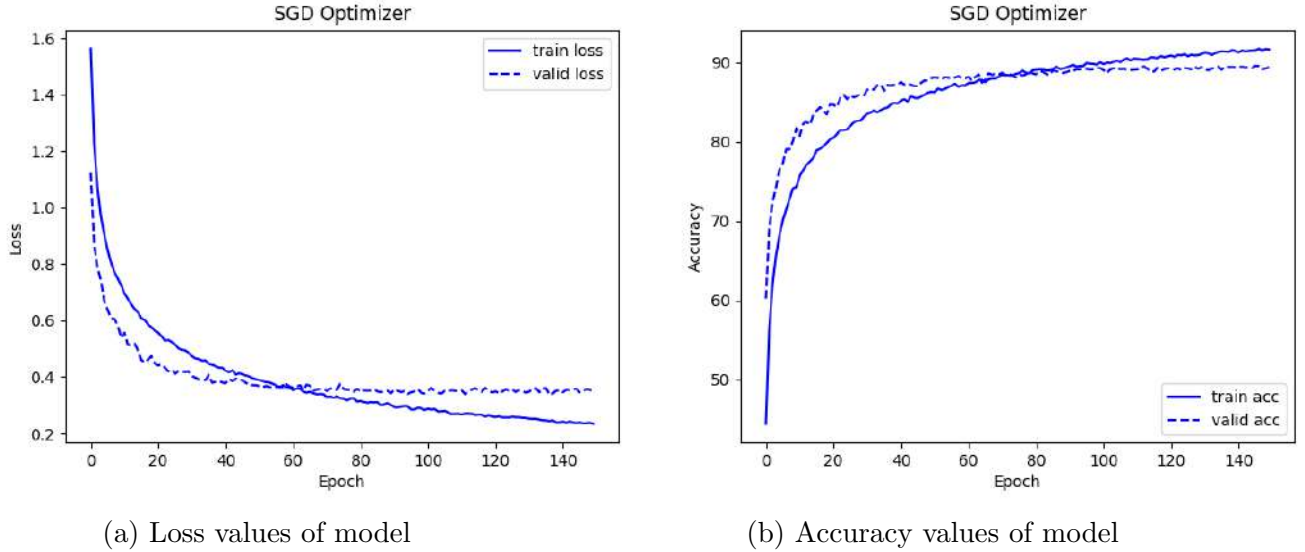 SGD Optimizer
1.6
1.4
1.2
1.0
0.8
0.6
0.4
0.2
Loss
train loss
valid loss
0 20 40 60 80 100 120 140
Epoch
(a) Loss values of model
SGD Optimizer
90
80
70
60
50
Accuracy
train acc
valid acc
0 20 40 60 80 100 120 140
Epoch
(b) Accuracy values of model